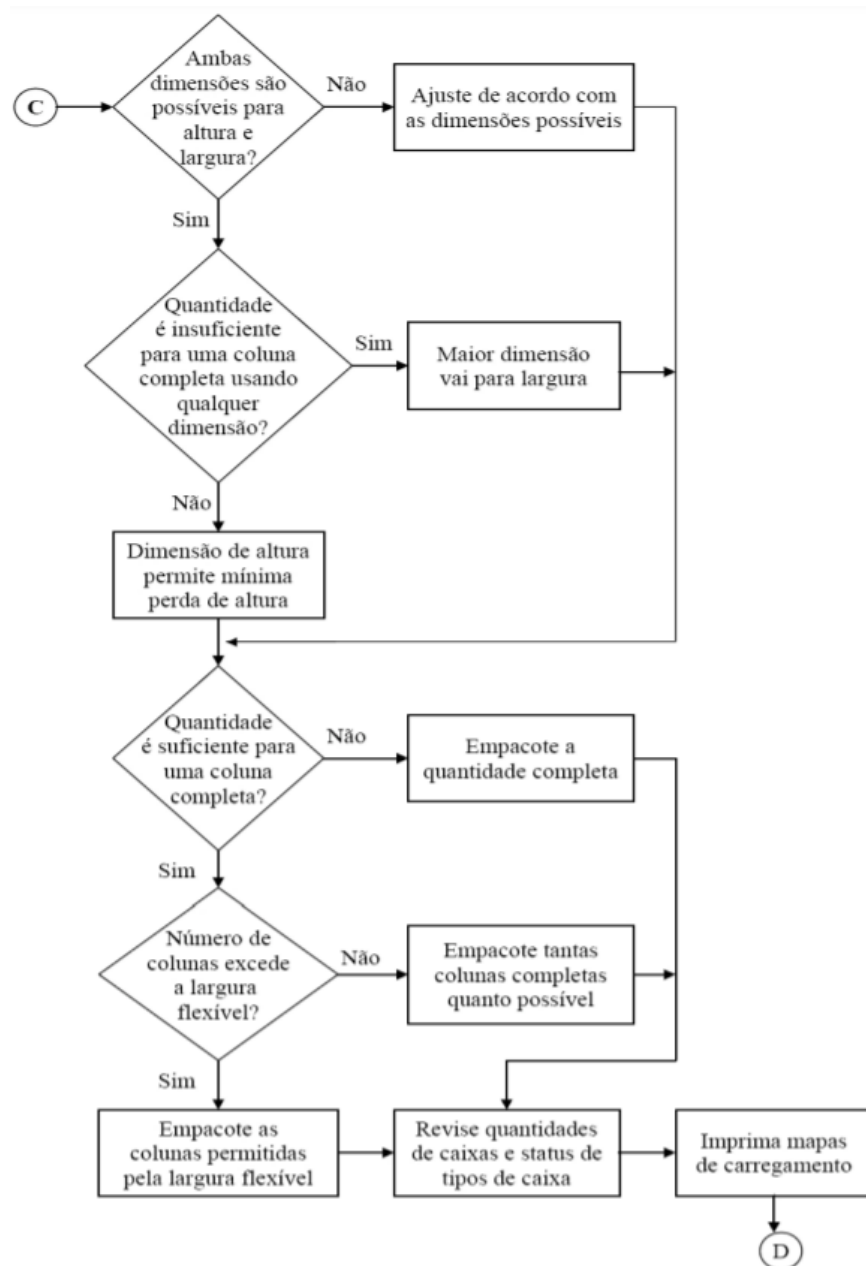 C
Ambas
dimensões são
possíveis para
altura e
largura?
Não
Ajuste de acordo com
as dimensões possíveis
Sim
Quantidade
é insuficiente
para uma coluna
completa usando
qualquer
dimensão?
Sim
Maior dimensão
vai para largura
Não
Dimensão de altura
permite mínima
perda de altura
Quantidade
é suficiente para
uma coluna
completa?
Não
Empacote a
quantidade completa
Sim
Número de
colunas excede
a largura
flexível?
Não
Empacote tantas
colunas completas
quanto possível
Sim
Empacote as
colunas permitidas
pela largura flexível
Revise quantidades
de caixas e status de
tipos de caixa
Imprima mapas
de carregamento
D